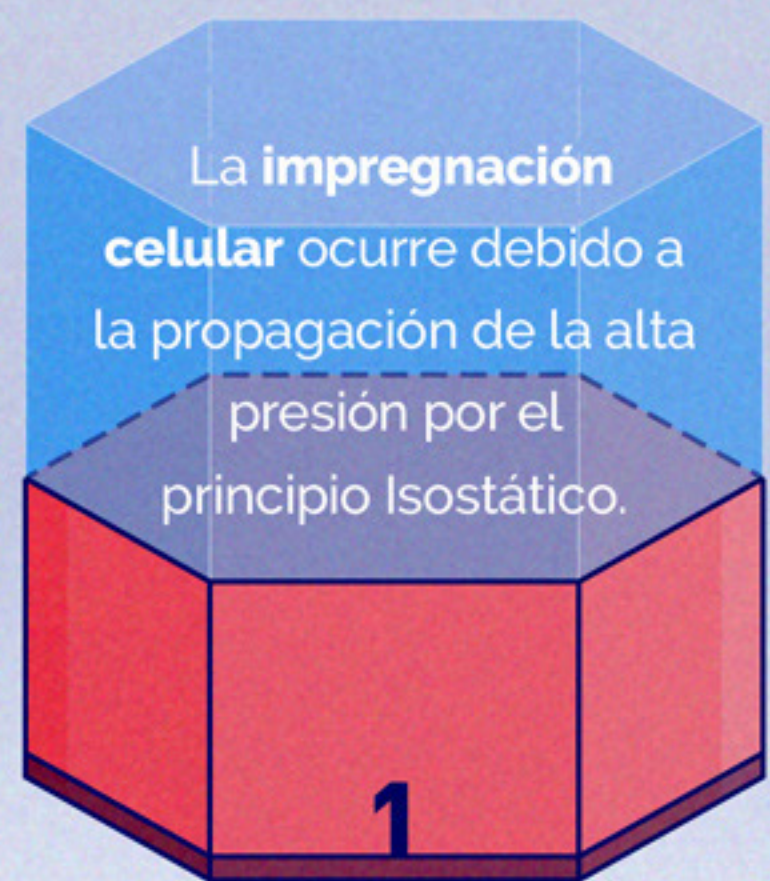 La impregnación
celular ocurre debido a
la propagación de la alta
presión por el
principio Isostático.
1